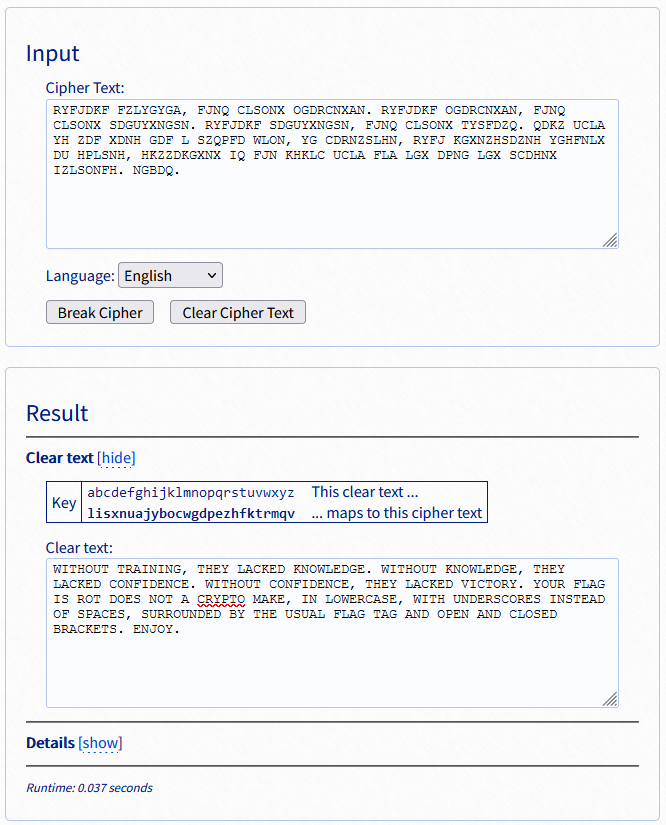 Input
Cipher Text:
RYFJDKF FZLYGYGA, FJNQ CLSONX OGDRCNXAN. RYFJDKF OGDRCNXAN, FJNQ
CLSONX SDGUYXNGSN. RYFJDKF SDGUYXNGSN, FJNQ CLSONX TYSFDZQ. QDKZ UCLA
YH ZDF XDNH GDF L SZQPFD WLON, YG CDRNZSLHN, RYFJ KGXNZHSDZNH YGHFNLX
DU HPLSNH, HKZZDKGXNX IQ FJN KHKLC UCLA FLA LGX DPNG LGX SCDHNX
IZLSONFH. NGBDQ.
Language: English
Break Cipher Clear Cipher Text
Result
Clear text [hide]
Key abcdefghijklmnopqrstuvwxyz This clear text ...
lisxnuajybocwgdpezhfktrmqv ... maps to this cipher text
Clear text:
WITHOUT TRAINING, THEY LACKED KNOWLEDGE. WITHOUT KNOWLEDGE, THEY
LACKED CONFIDENCE. WITHOUT CONFIDENCE, THEY LACKED VICTORY. YOUR FLAG
IS ROT DOES NOT A CRYPTO MAKE, IN LOWERCASE, WITH UNDERSCORES INSTEAD
OF SPACES, SURROUNDED BY THE USUAL FLAG TAG AND OPEN AND CLOSED
BRACKETS. ENJOY.
Details [show]
Runtime: 0.037 seconds